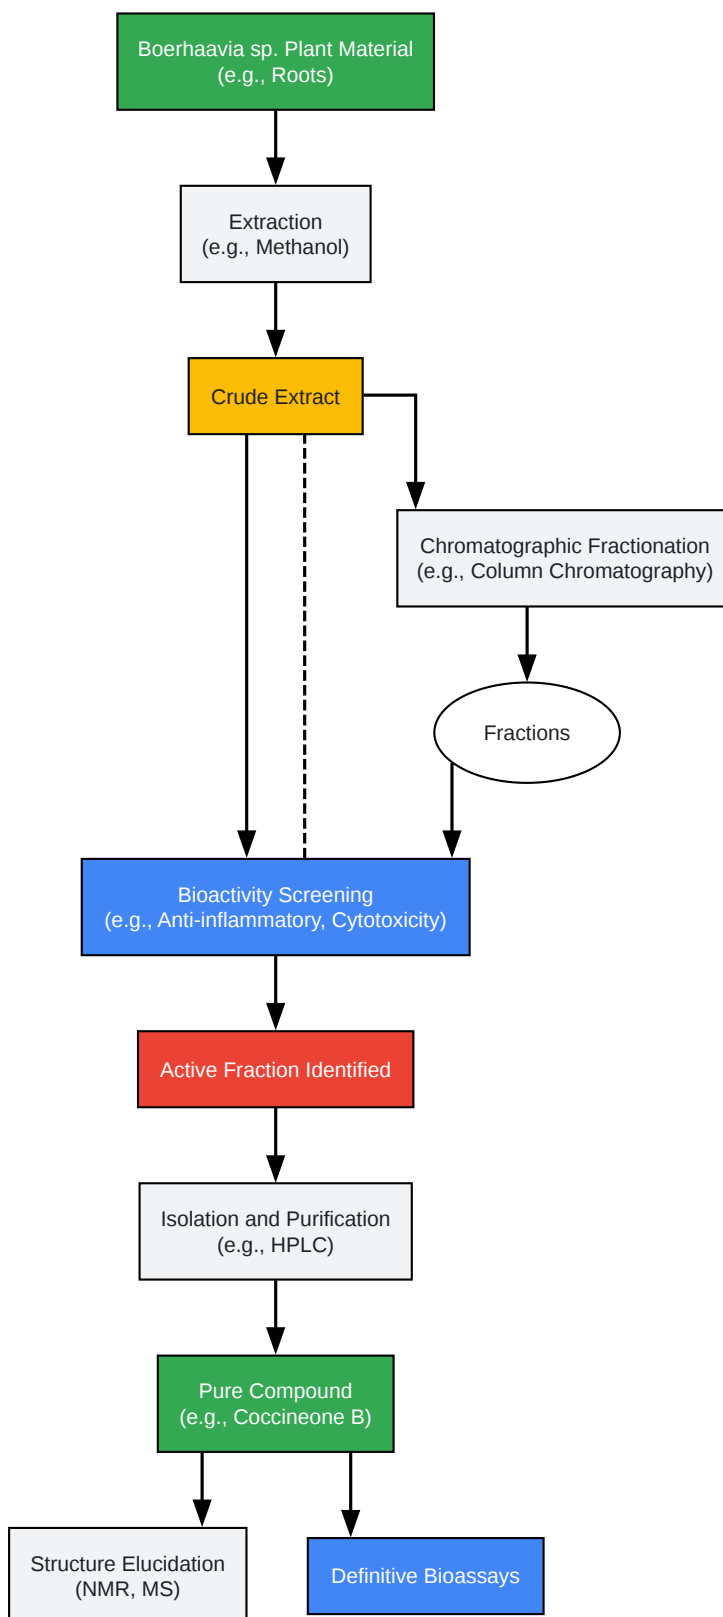 Boerhaavia sp. Plant Material
(e.g., Roots)
Extraction
(e.g., Methanol)
Crude Extract
Chromatographic Fractionation
(e.g., Column Chromatography)
Fractions
Bioactivity Screening
(e.g., Anti-inflammatory, Cytotoxicity)
Active Fraction Identified
Isolation and Purification
(e.g., HPLC)
Pure Compound
(e.g., Coccineone B)
Structure Elucidation
(NMR, MS)
Definitive Bioassays